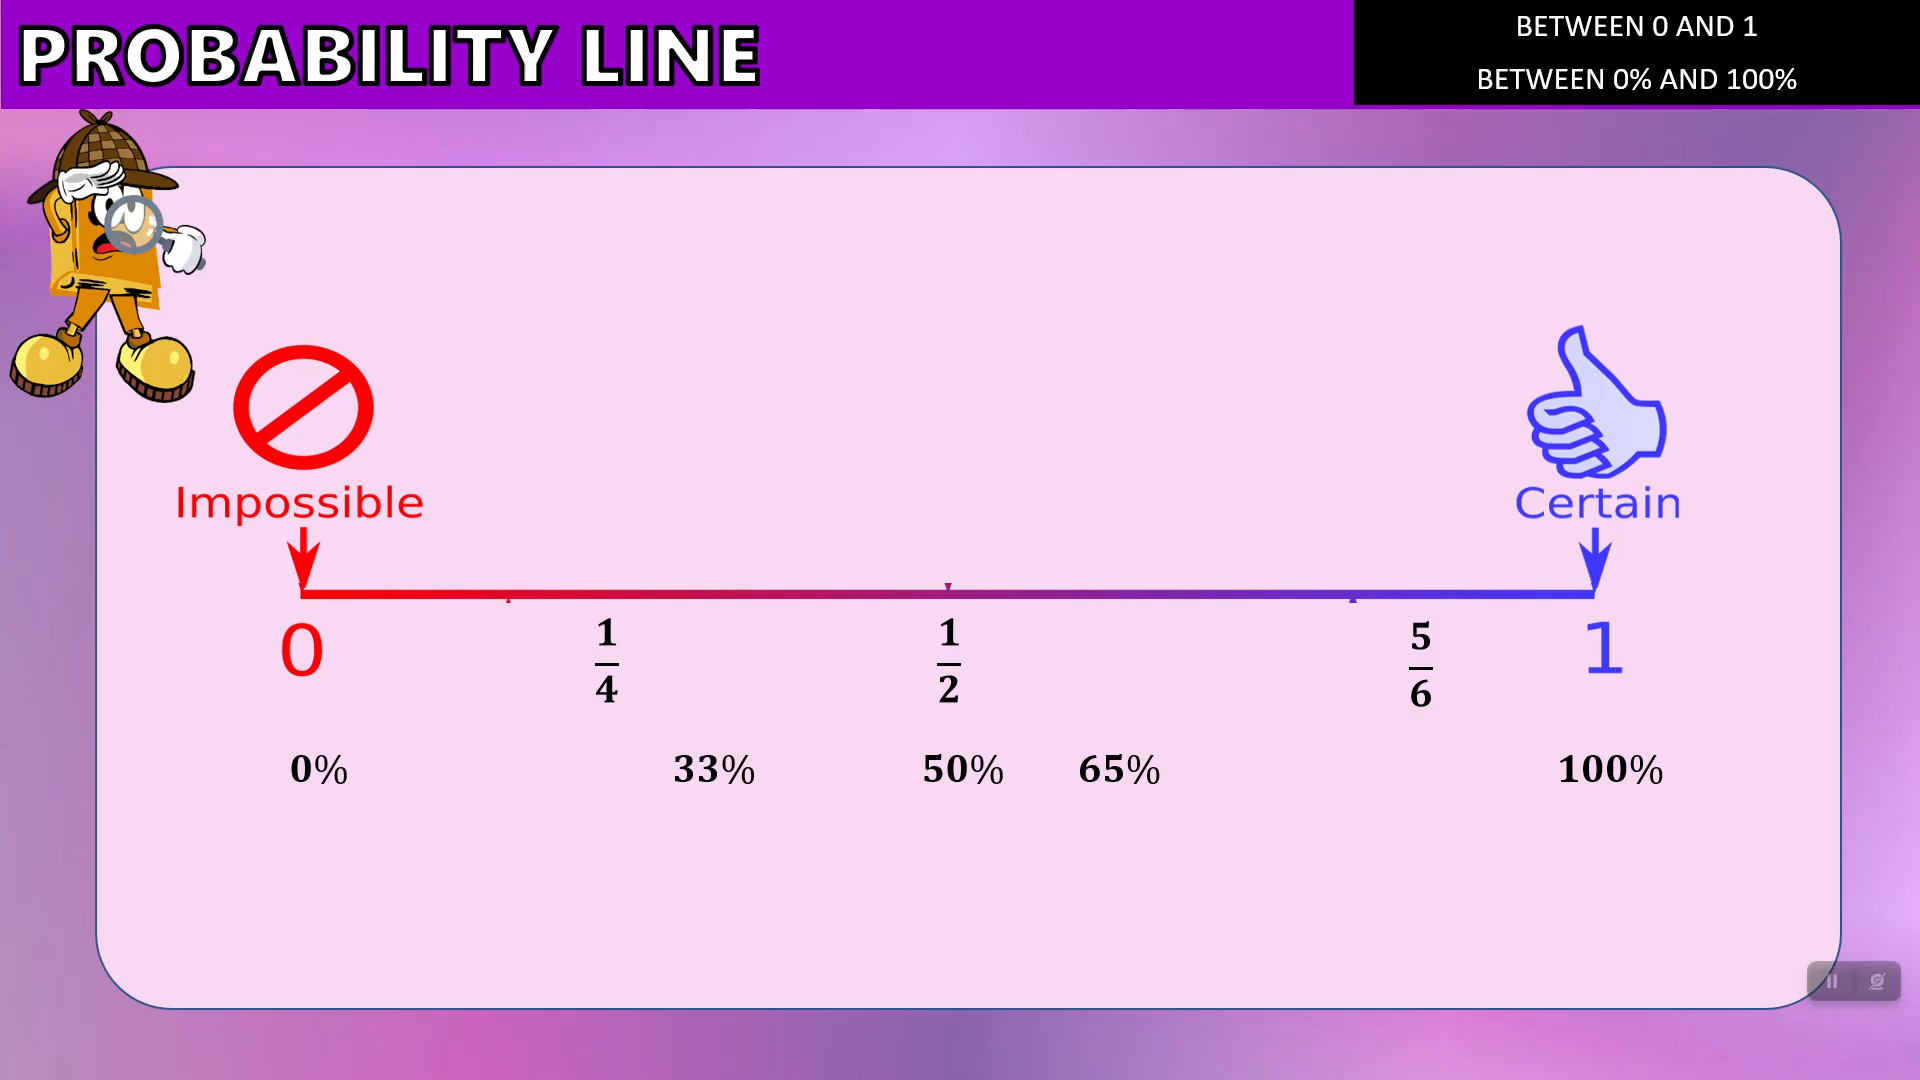 PROBABILITY LINE
BETWEEN 0 AND 1
BETWEEN 0% AND 100%
Impossible
Certain
0
1/4
1/2
5/6
1
0% 33% 50% 65% 100%